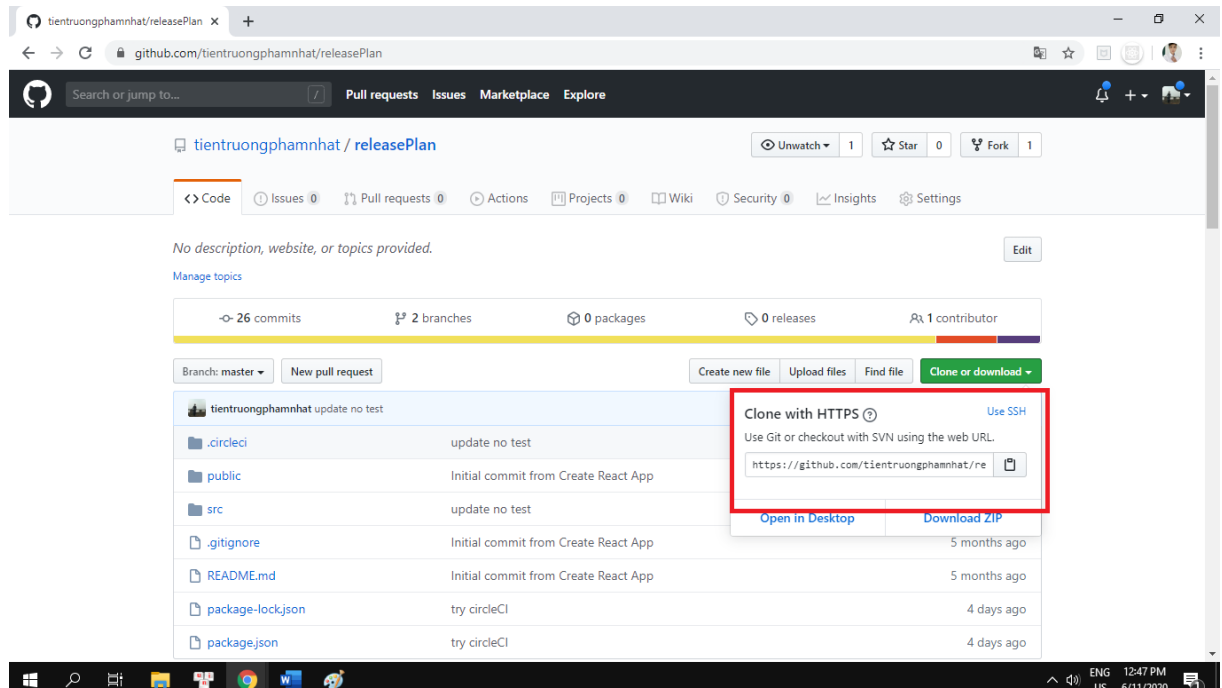 tientruongphamnhat/releasePlan
github.com/tientruongphamnhat/releasePlan
Search or jump to... /
Pull requests Issues Marketplace Explore
tientruongphamnhat / releasePlan
Unwatch 1 Star 0 Fork 1
Code Issues 0 Pull requests 0 Actions Projects 0 Wiki Security 0 Insights Settings
No description, website, or topics provided.
Edit
Manage topics
26 commits 2 branches 0 packages 0 releases 1 contributor
Branch: master New pull request Create new file Upload files Find file Clone or download
tientruongphamnhat update no test
Clone with HTTPS Use SSH
Use Git or checkout with SVN using the web URL.
https://github.com/tientruongphamnhat/re
Open in Desktop Download ZIP
.circleci update no test
public Initial commit from Create React App
src update no test
.gitignore Initial commit from Create React App 5 months ago
README.md Initial commit from Create React App 5 months ago
package-lock.json try circleCI 4 days ago
package.json try circleCI 4 days ago
ENG 12:47 PM
US 6/11/2020